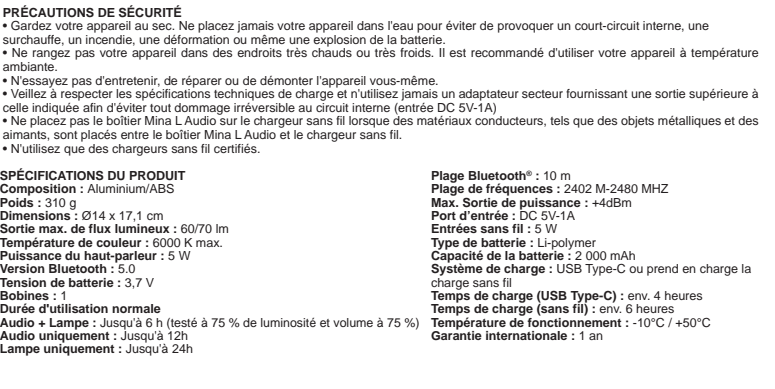 PRÉCAUTIONS DE SÉCURITÉ
• Gardez votre appareil au sec. Ne placez jamais votre appareil dans l'eau pour éviter de provoquer un court-circuit interne, une
surchauffe, un incendie, une déformation ou même une explosion de la batterie.
• Ne rangez pas votre appareil dans des endroits très chauds ou très froids. Il est recommandé d'utiliser votre appareil à température
ambiante.
• N'essayez pas d'entretenir, de réparer ou de démonter l'appareil vous-même.
• Veillez à respecter les spécifications techniques de charge et n'utilisez jamais un adaptateur secteur fournissant une sortie supérieure à
celle indiquée afin d'éviter tout dommage irréversible au circuit interne (entrée DC 5V-1A)
• Ne placez pas le boîtier Mina L Audio sur le chargeur sans fil lorsque des matériaux conducteurs, tels que des objets métalliques et des
aimants, sont placés entre le boîtier Mina L Audio et le chargeur sans fil.
• N'utilisez que des chargeurs sans fil certifiés.
SPÉCIFICATIONS DU PRODUIT
Composition : Aluminium/ABS
Poids : 310 g
Dimensions : Ø14 x 17,1 cm
Sortie max. de flux lumineux : 60/70 lm
Température de couleur : 6000 K max.
Puissance du haut-parleur : 5 W
Version Bluetooth : 5.0
Tension de batterie : 3,7 V
Bobines : 1
Durée d'utilisation normale
Audio + Lampe : Jusqu'à 6 h (testé à 75 % de luminosité et volume à 75 %)
Audio uniquement : Jusqu'à 12h
Lampe uniquement : Jusqu'à 24h
Plage Bluetooth® : 10 m
Plage de fréquences : 2402 M-2480 MHZ
Max. Sortie de puissance : +4dBm
Port d'entrée : DC 5V-1A
Entrées sans fil : 5 W
Type de batterie : Li-polymer
Capacité de la batterie : 2 000 mAh
Système de charge : USB Type-C ou prend en charge la
charge sans fil
Temps de charge (USB Type-C) : env. 4 heures
Temps de charge (sans fil) : env. 6 heures
Température de fonctionnement : -10°C / +50°C
Garantie internationale : 1 an